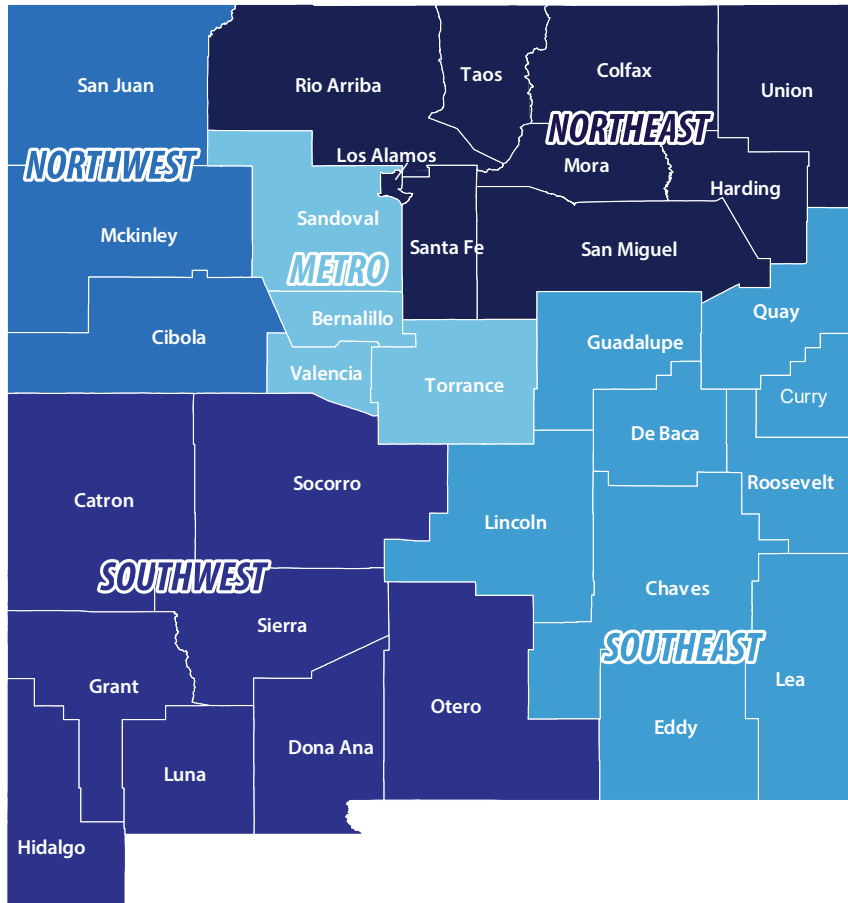 San Juan
Rio Arriba
Taos
Colfax
Union
NORTHWEST
NORTHEAST
Los Alamos
Mora
Harding
Mckinley
Sandoval
METRO
Santa Fe
San Miguel
Cibola
Bernalillo
Valencia
Torrance
Guadalupe
Quay
Curry
De Baca
Roosevelt
Catron
Socorro
Lincoln
SOUTHWEST
Sierra
Chaves
SOUTHEAST
Grant
Otero
Lea
Eddy
Luna
Dona Ana
Hidalgo